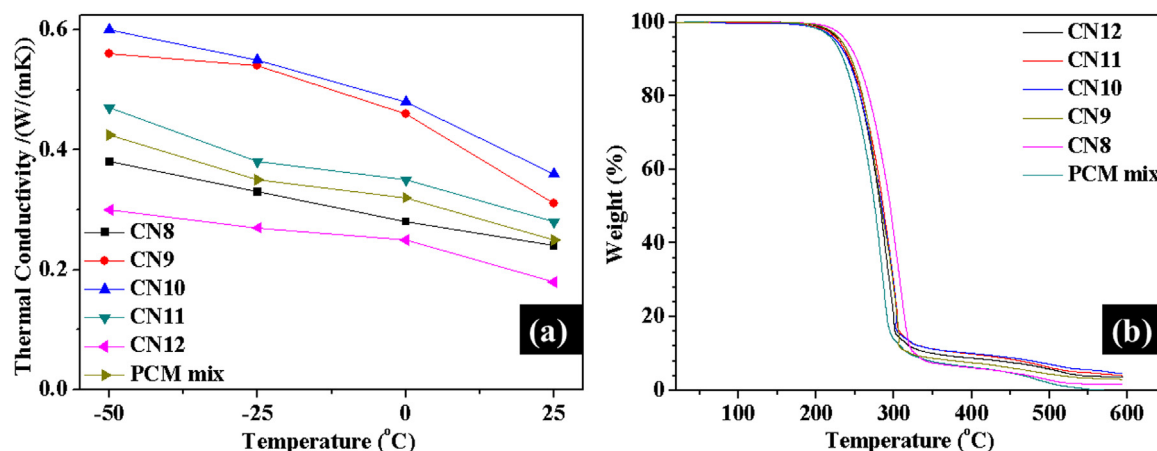 0.6
0.4
0.2
0.0
Thermal Conductivity /(W/(mK))
CN8
CN9
CN10
CN11
CN12
PCM mix
(a)
-50
-25
0
25
Temperature (°C)
100
80
60
40
20
0
Weight (%)
CN12
CN11
CN10
CN9
CN8
PCM mix
(b)
100
200
300
400
500
600
Temperature (°C)